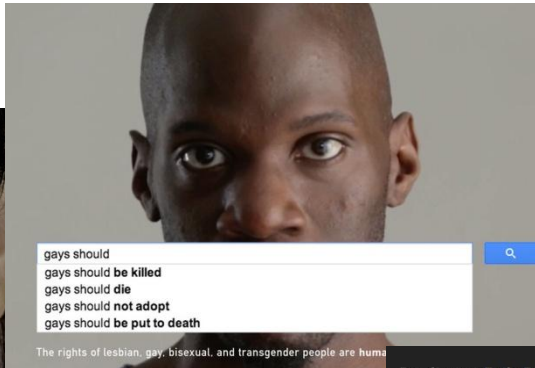 gays should
gays should be killed
gays should die
gays should not adopt
gays should be put to death
The rights of lesbian, gay, bisexual, and transgender people are